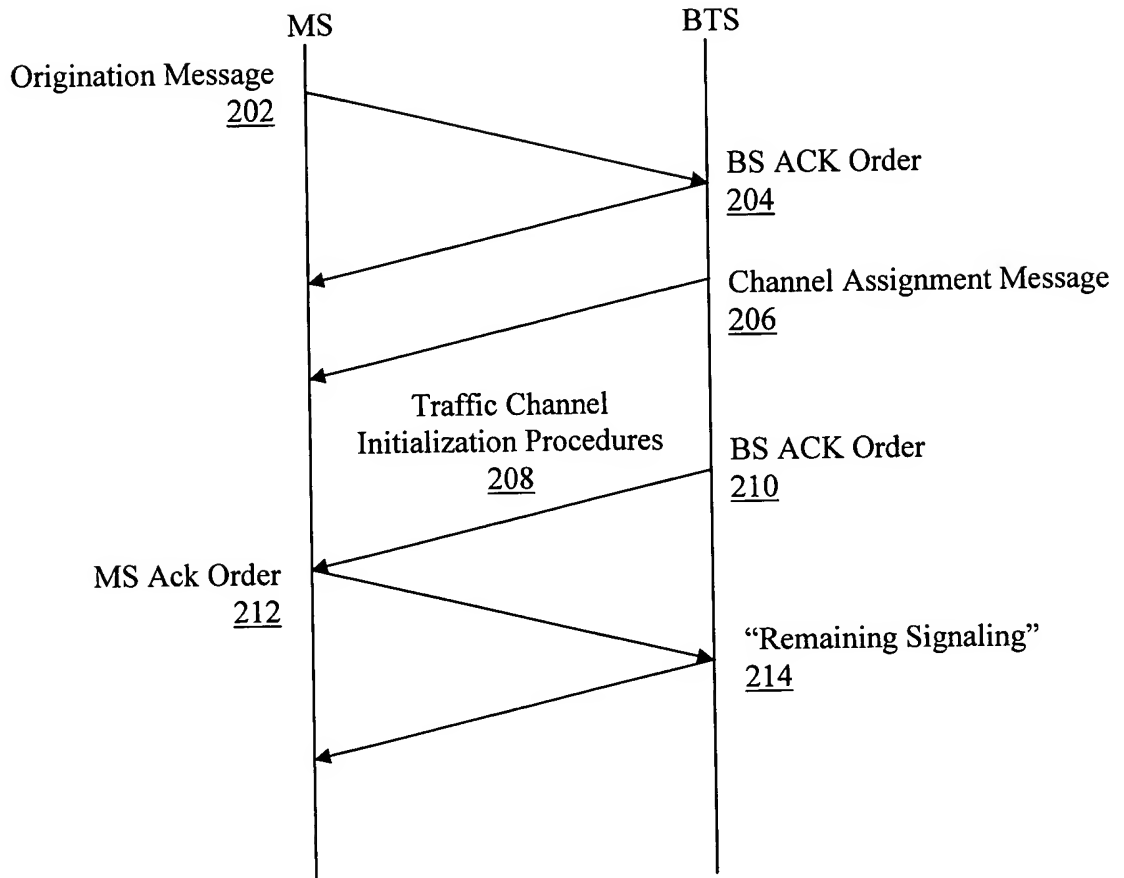 MS
BTS
Origination Message
202
BS ACK Order
204
Channel Assignment Message
206
Traffic Channel
Initialization Procedures
208
BS ACK Order
210
MS Ack Order
212
“Remaining Signaling”
214